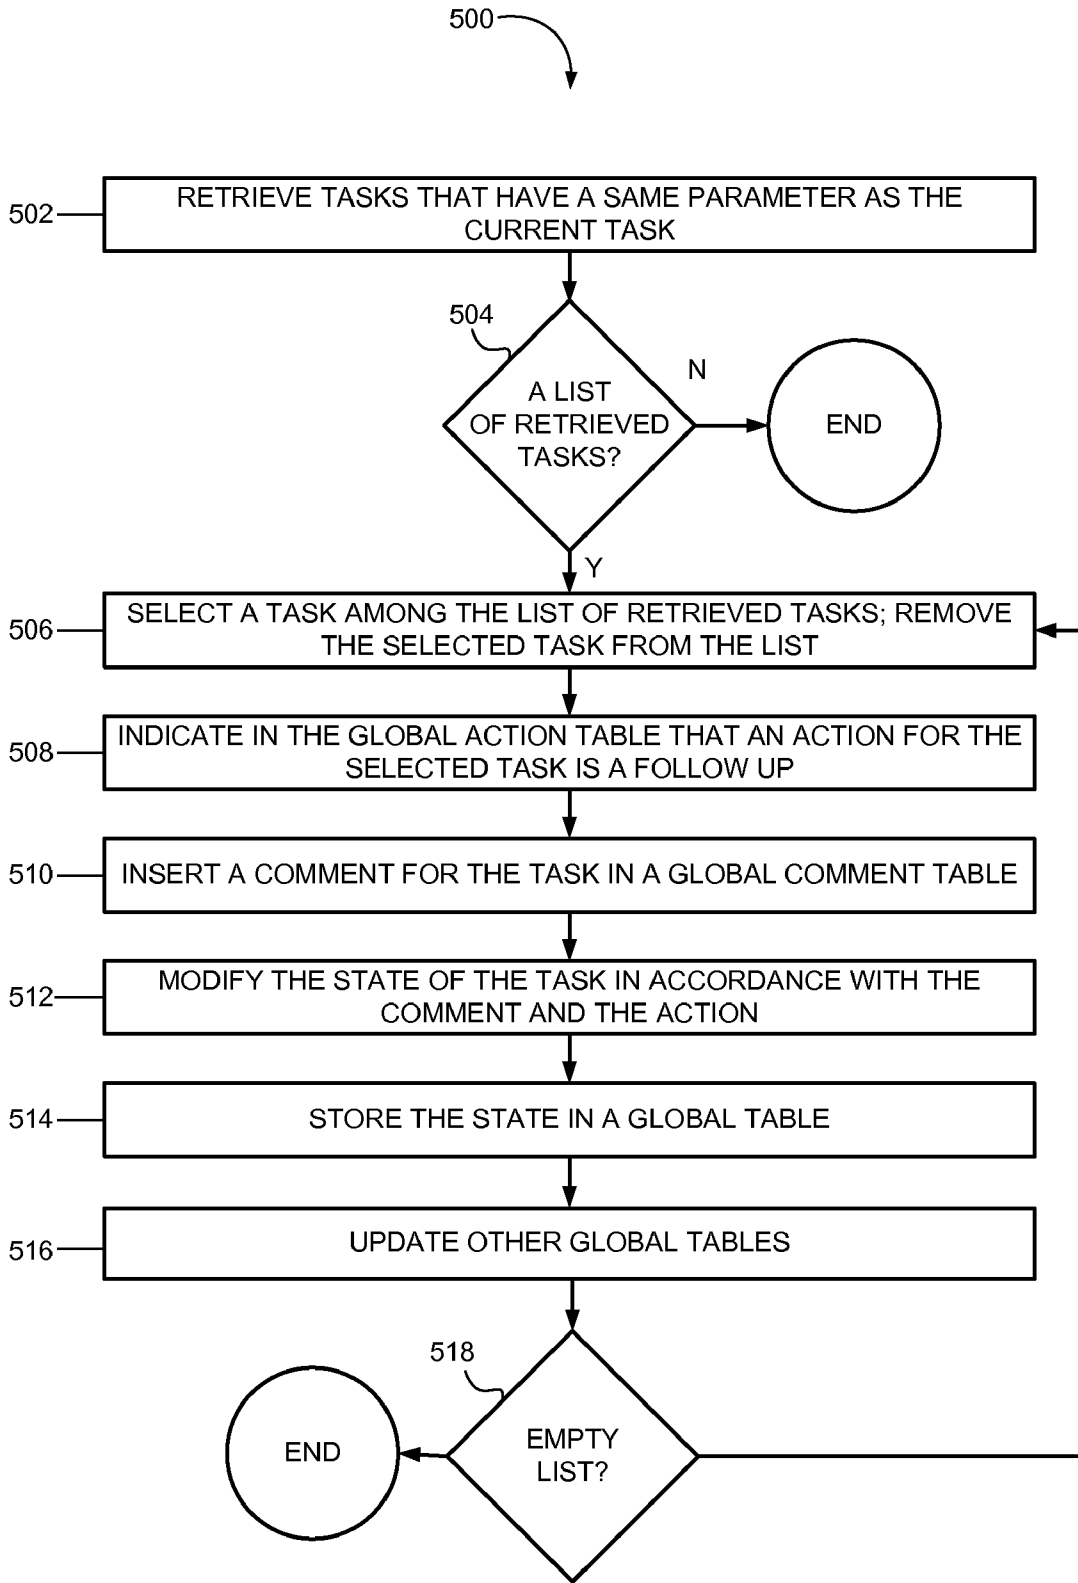 500
502
RETRIEVE TASKS THAT HAVE A SAME PARAMETER AS THE
CURRENT TASK
504
A LIST
OF RETRIEVED
TASKS?
N
END
Y
506
SELECT A TASK AMONG THE LIST OF RETRIEVED TASKS; REMOVE
THE SELECTED TASK FROM THE LIST
508
INDICATE IN THE GLOBAL ACTION TABLE THAT AN ACTION FOR THE
SELECTED TASK IS A FOLLOW UP
510
INSERT A COMMENT FOR THE TASK IN A GLOBAL COMMENT TABLE
512
MODIFY THE STATE OF THE TASK IN ACCORDANCE WITH THE
COMMENT AND THE ACTION
514
STORE THE STATE IN A GLOBAL TABLE
516
UPDATE OTHER GLOBAL TABLES
518
END
EMPTY
LIST?